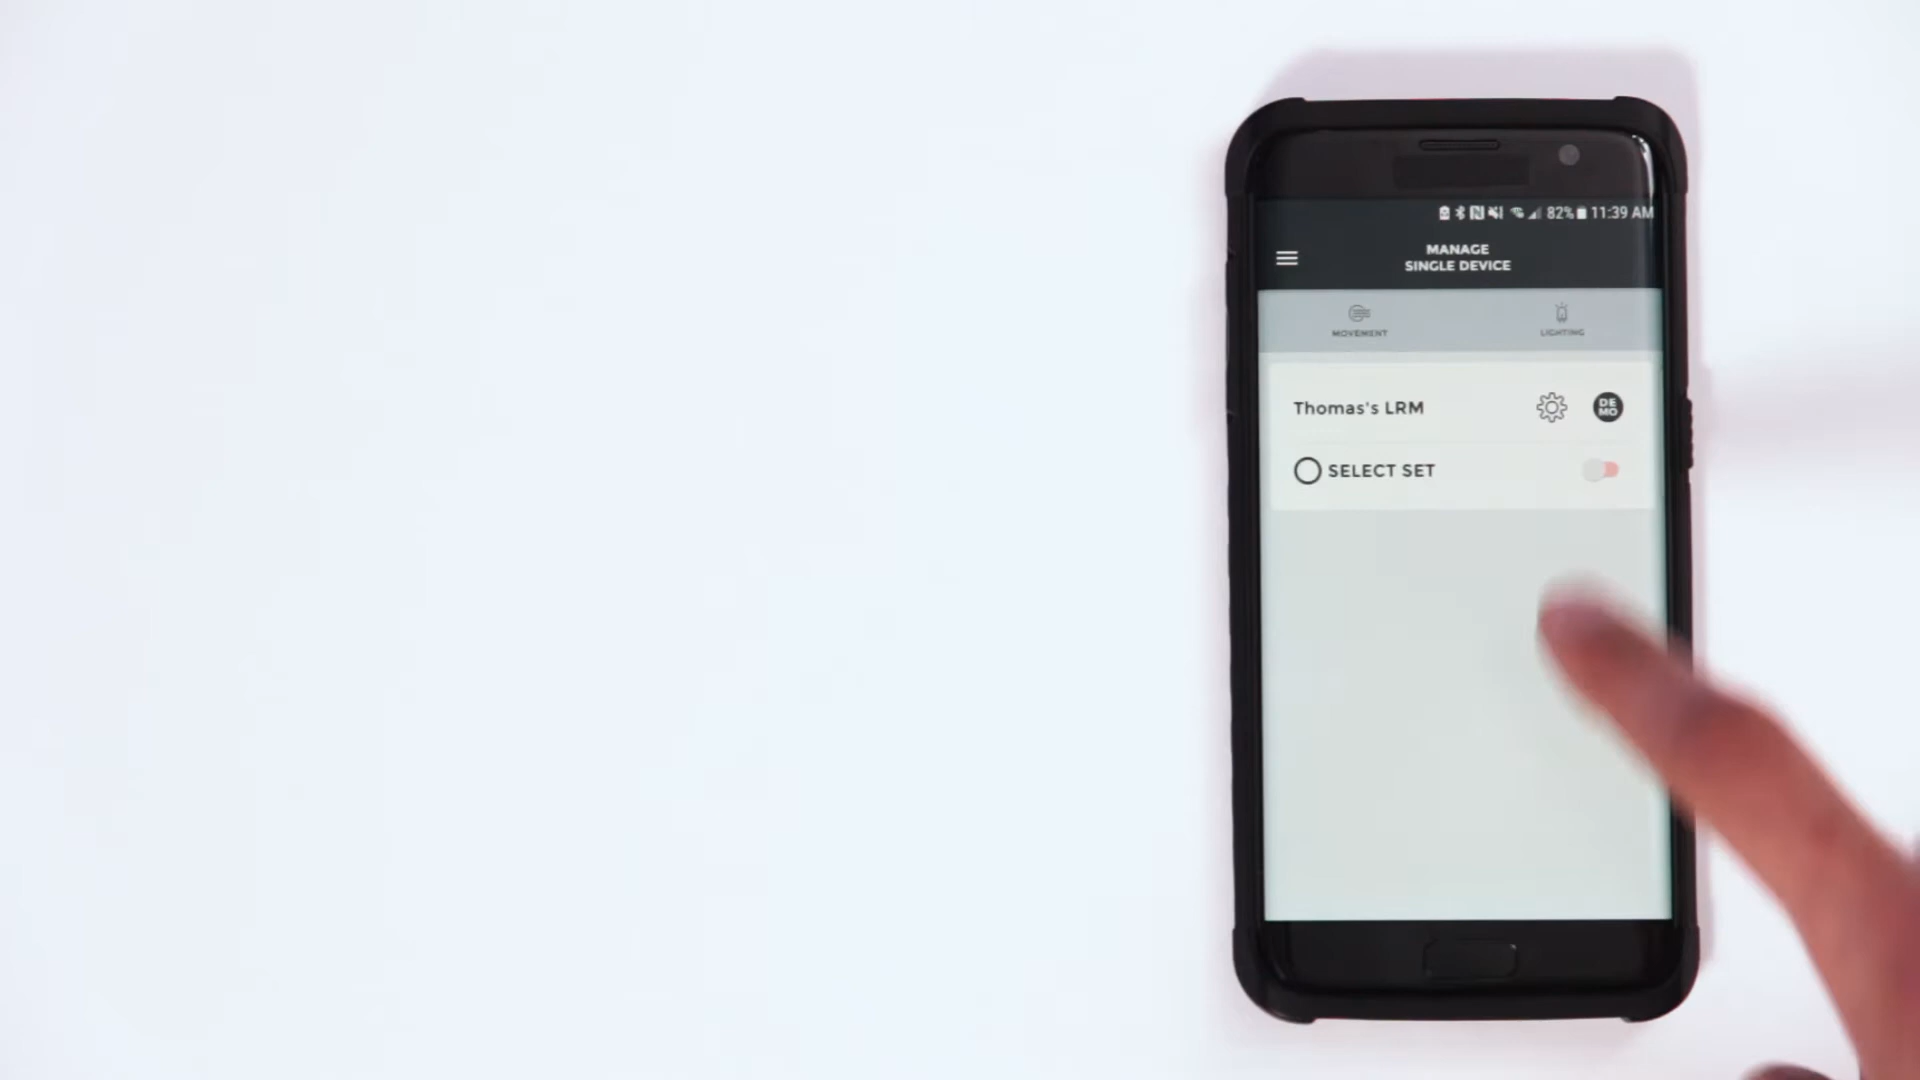 82% 11:39 AM
MANAGE
SINGLE DEVICE
MOVEMENT
LIGHTING
Thomas's LRM
DE
MO
SELECT SET